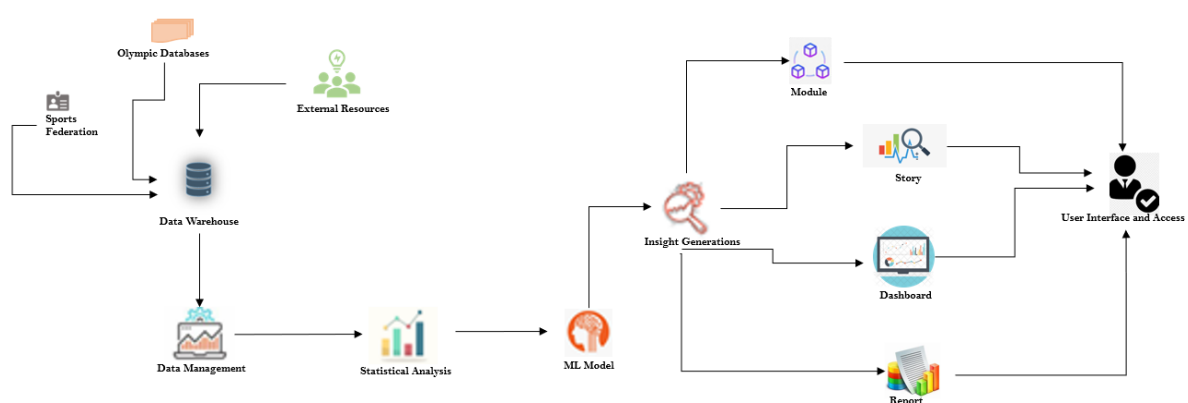 Olympic Databases
Sports
Federation
External Resources
Data Warehouse
Data Management
Statistical Analysis
ML Model
Insight Generations
Module
Story
Dashboard
Report
User Interface and Access